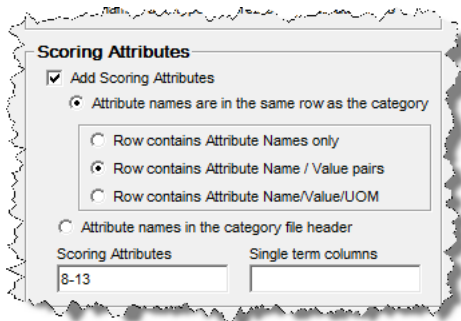 Scoring Attributes
Add Scoring Attributes
Attribute names are in the same row as the category
Row contains Attribute Names only
Row contains Attribute Name / Value pairs
Row contains Attribute Name/Value/UOM
Attribute names in the category file header
Scoring Attributes Single term columns
8-13